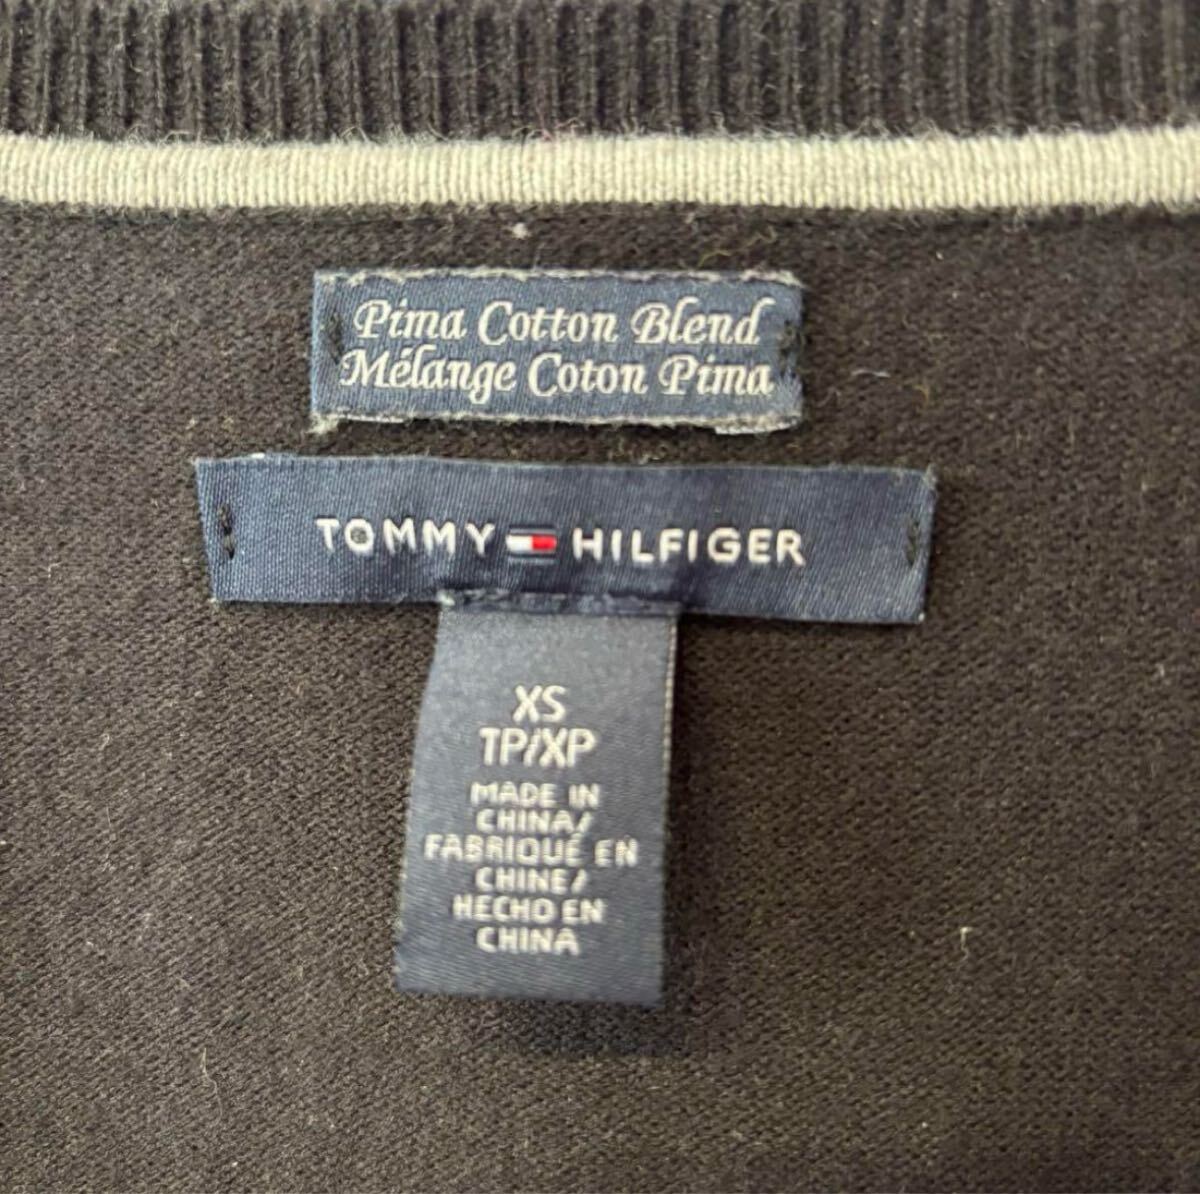 Pima Cotton Blend
Mélange Coton Pima
TOMMY HILFIGER
XS
TP/XP
MADE IN
CHINA/
FABRIQUÉ EN
CHINE/
HECHO EN
CHINA